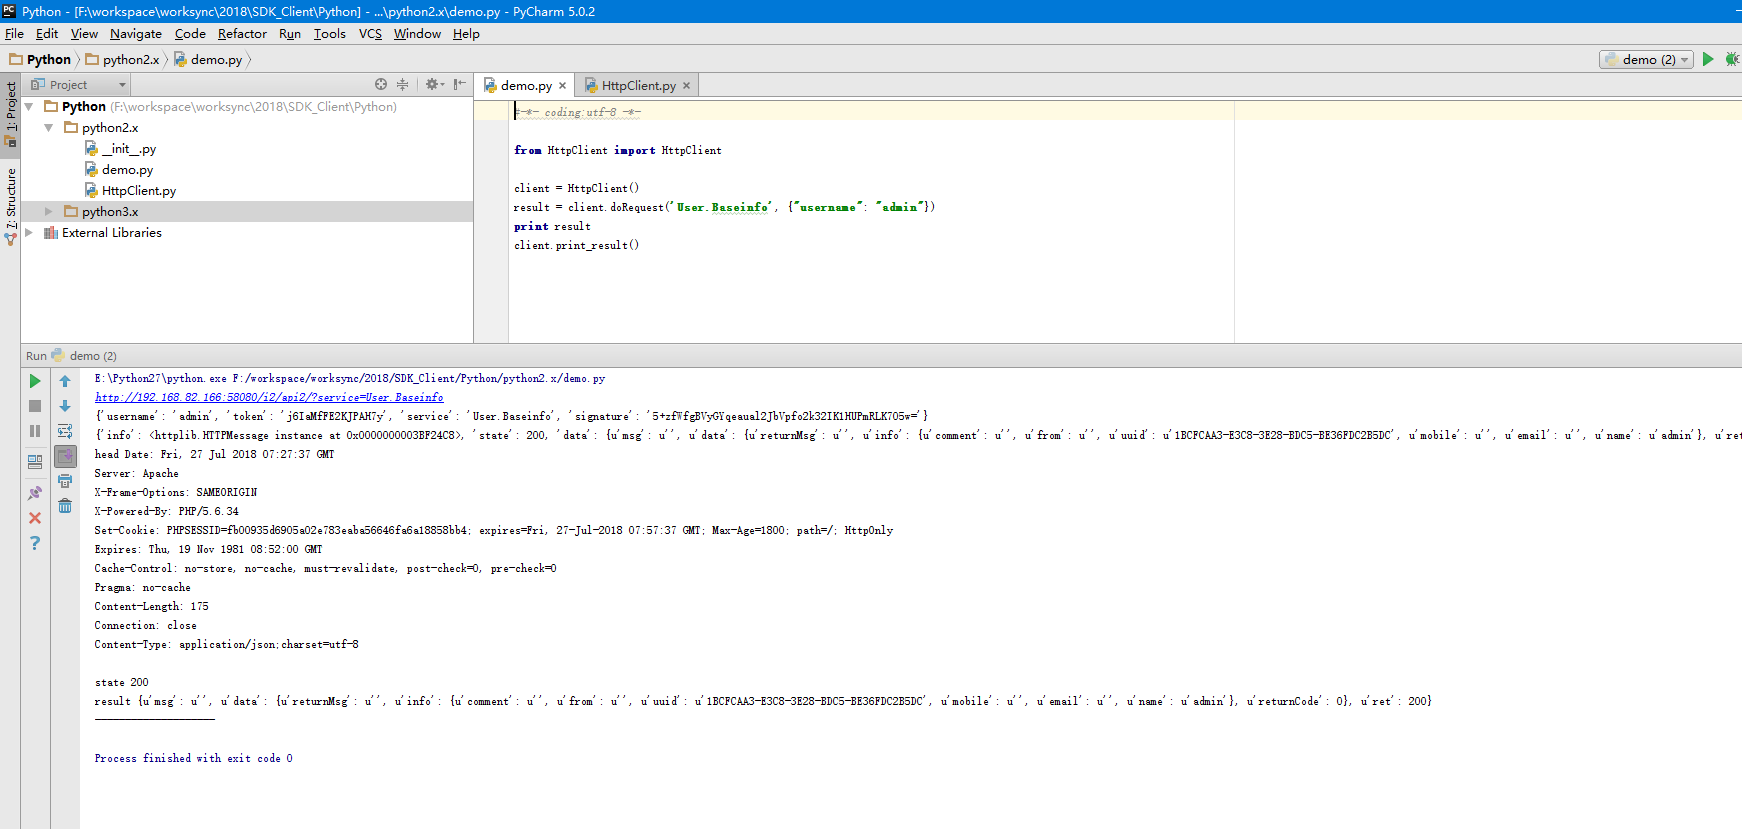 Python - [F:\workspace\worksync\2018\SDK_Client\Python] - ...\python2.x\demo.py - PyCharm 5.0.2
File Edit View Navigate Code Refactor Run Tools VCS Window Help
Python python2.x demo.py demo (2)
Project
demo.py HttpClient.py
1: Project
7: Structure
Python (F:\workspace\worksync\2018\SDK_Client\Python)
python2.x
__init__.py
demo.py
HttpClient.py
python3.x
External Libraries
#-*- coding:utf-8 -*-
from HttpClient import HttpClient
client = HttpClient()
result = client.doRequest('User.Baseinfo', {"username": "admin"})
print result
client.print_result()
Run demo (2)
E:\Python27\python.exe F:/workspace/worksync/2018/SDK_Client/Python/python2.x/demo.py
http://192.168.82.166:58080/i2/api2/?service=User.Baseinfo
{'username': 'admin', 'token': 'j6IaMfFE2KJPAH7y', 'service': 'User.Baseinfo', 'signature': '5+zfWfgBVyGYqeaual2JbVpfo2k32IK1HUPmRLK705w='}
{'info': <httplib.HTTPMessage instance at 0x0000000003BF24C8>, 'state': 200, 'data': {u'msg': u'', u'data': {u'returnMsg': u'', u'info': {u'comment': u'', u'from': u'', u'uuid': u'1BCFCAA3-E3C8-3E28-BDC5-BE36FDC2B5DC', u'mobile': u'', u'email': u'', u'name': u'admin'}, u'ret
head Date: Fri, 27 Jul 2018 07:27:37 GMT
Server: Apache
X-Frame-Options: SAMEORIGIN
X-Powered-By: PHP/5.6.34
Set-Cookie: PHPSESSID=fb00935d6905a02e783eaba56646fa6a18858bb4; expires=Fri, 27-Jul-2018 07:57:37 GMT; Max-Age=1800; path=/; HttpOnly
Expires: Thu, 19 Nov 1981 08:52:00 GMT
Cache-Control: no-store, no-cache, must-revalidate, post-check=0, pre-check=0
Pragma: no-cache
Content-Length: 175
Connection: close
Content-Type: application/json;charset=utf-8
state 200
result {u'msg': u'', u'data': {u'returnMsg': u'', u'info': {u'comment': u'', u'from': u'', u'uuid': u'1BCFCAA3-E3C8-3E28-BDC5-BE36FDC2B5DC', u'mobile': u'', u'email': u'', u'name': u'admin'}, u'returnCode': 0}, u'ret': 200}
--------------------
Process finished with exit code 0